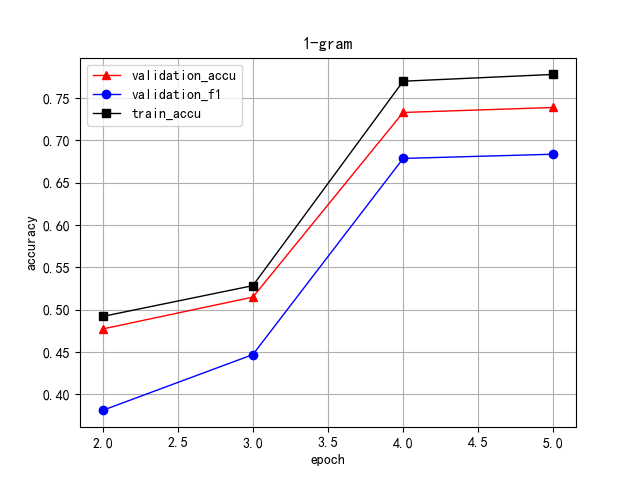 1-gram
validation_accu
validation_f1
train_accu
accuracy
0.75
0.70
0.65
0.60
0.55
0.50
0.45
0.40
2.0 2.5 3.0 3.5 4.0 4.5 5.0
epoch